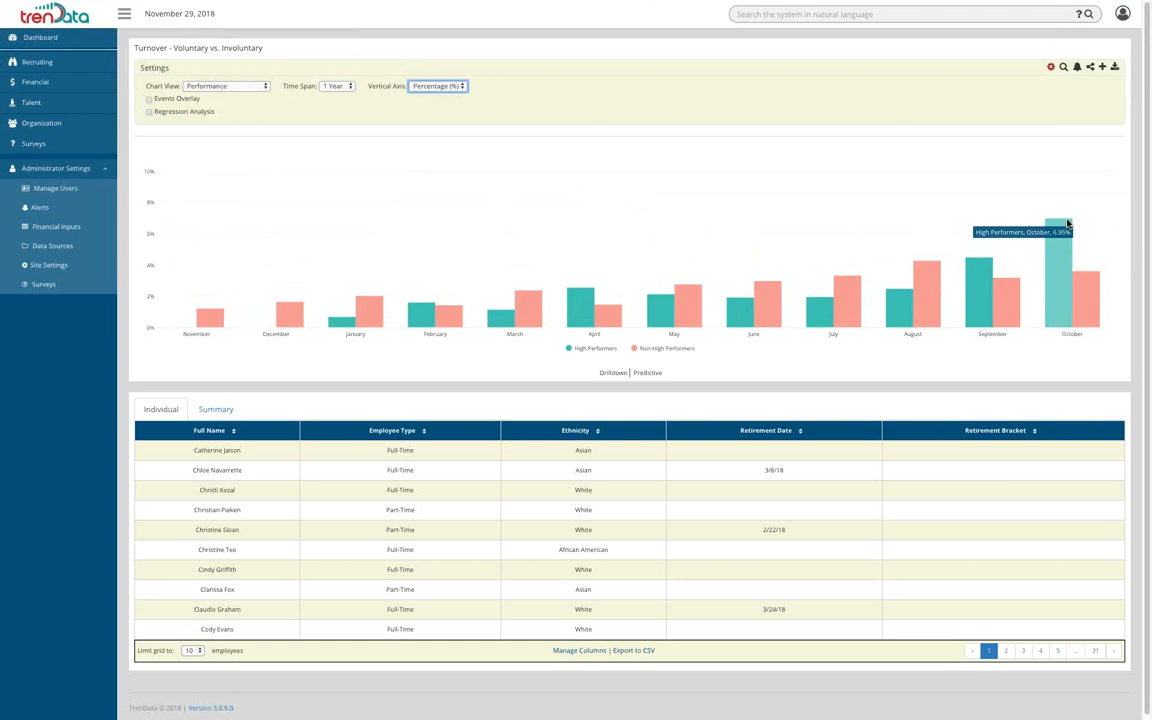 trenData
November 29, 2018
Search the system in natural language
?
Dashboard
Recruiting
Financial
Talent
Organization
? Surveys
Administrator Settings
Manage Users
Alerts
Financial Inputs
Data Sources
Site Settings
Surveys
Turnover - Voluntary vs. Involuntary
Settings
Chart View: Performance Time Span: 1 Year Vertical Axis: Percentage (%)
Events Overlay
Regression Analysis
10%
8%
6%
4%
2%
0%
High Performers, October, 6.95%
November December January February March April May June July August September October
High Performers Non-High Performers
Drilldown | Predictive
Individual Summary
Full Name Employee Type Ethnicity Retirement Date Retirement Bracket
Catherine Jaison Full-Time Asian
Chloe Navarrette Full-Time Asian 3/8/18
Christi Kozal Full-Time White
Christian Pieken Part-Time White
Christine Sloan Part-Time White 2/22/18
Christine Teo Full-Time African American
Cindy Griffith Full-Time White
Clarissa Fox Part-Time Asian
Claudio Graham Full-Time White 3/24/18
Cody Evans Full-Time White
Limit grid to: 10 employees Manage Columns | Export to CSV ‹ 1 2 3 4 5 ... 31 ›
TrenData © 2018 | Version 3.0.6.0